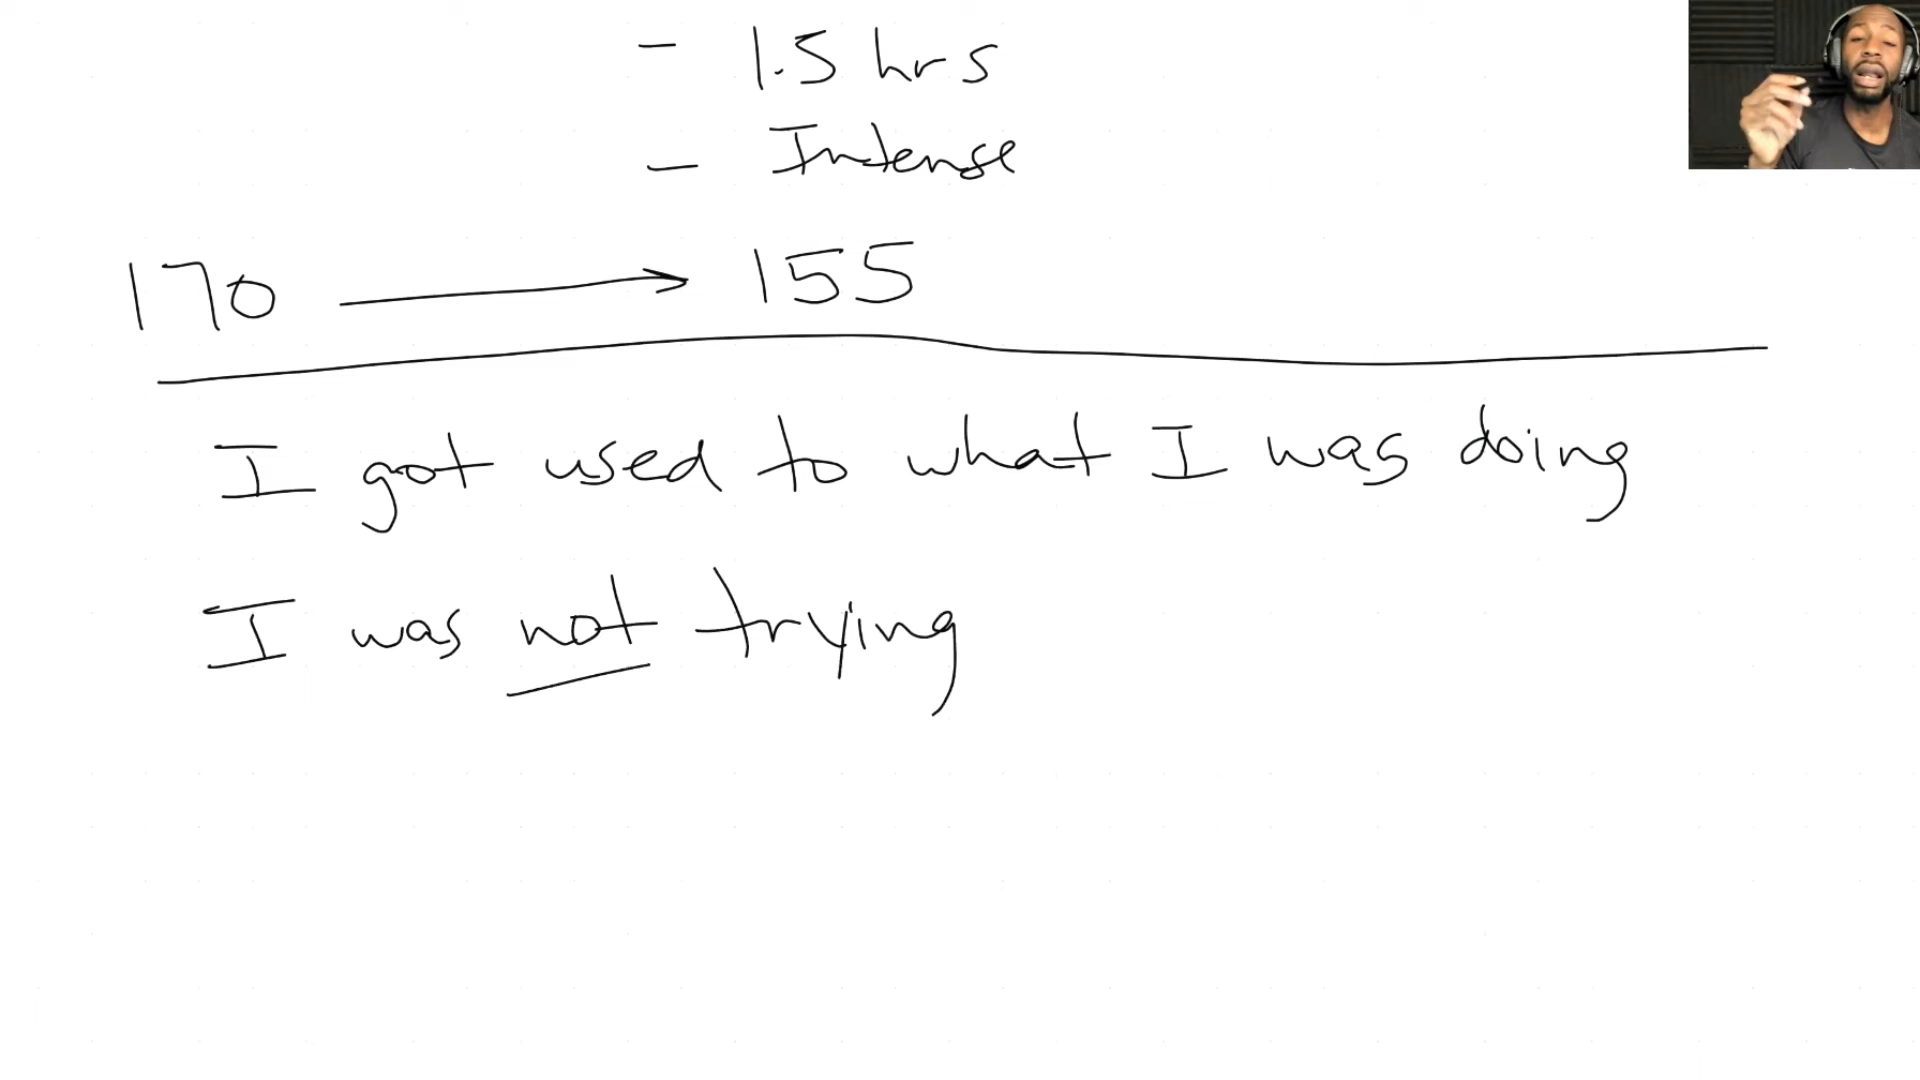 - 1.5 hrs
- Intense
170 → 155
I got used to what I was doing
I was not trying